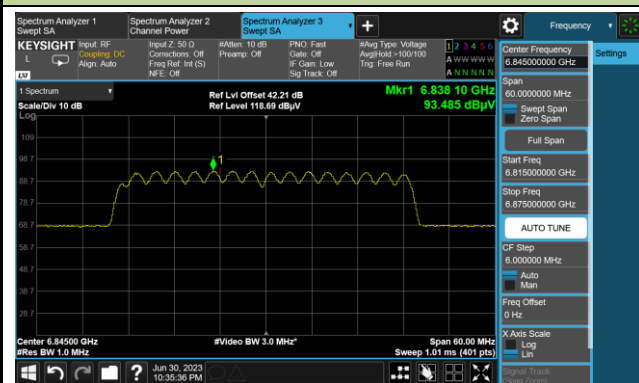 Spectrum Analyzer 1
Swept SA
Spectrum Analyzer 2
Channel Power
Spectrum Analyzer 3
Swept SA
Frequency
KEYSIGHT
L
LXI
Input: RF
Coupling: DC
Align: Auto
Input Z: 50 Ω
Corrections: Off
Freq Ref: Int (S)
NFE: Off
#Atten: 10 dB
Preamp: Off
PNO: Fast
Gate: Off
IF Gain: Low
Sig Track: Off
#Avg Type: Voltage
Avg|Hold:>100/100
Trig: Free Run
1 2 3 4 5 6
A W W W W W
A N N N N N
1 Spectrum
Scale/Div 10 dB
Log
Ref Lvl Offset 42.21 dB
Ref Level 118.69 dBµV
Mkr1 6.838 10 GHz
93.485 dBµV
1
109
98.7
88.7
78.7
68.7
58.7
48.7
38.7
28.7
Center 6.84500 GHz
#Res BW 1.0 MHz
#Video BW 3.0 MHz*
Span 60.00 MHz
Sweep 1.01 ms (401 pts)
Jun 30, 2023
10:35:36 PM
Settings
Center Frequency
6.845000000 GHz
Span
60.0000000 MHz
Swept Span
Zero Span
Full Span
Start Freq
6.815000000 GHz
Stop Freq
6.875000000 GHz
AUTO TUNE
CF Step
6.000000 MHz
Auto
Man
Freq Offset
0 Hz
X Axis Scale
Log
Lin
Signal Track
(Span Zoom)